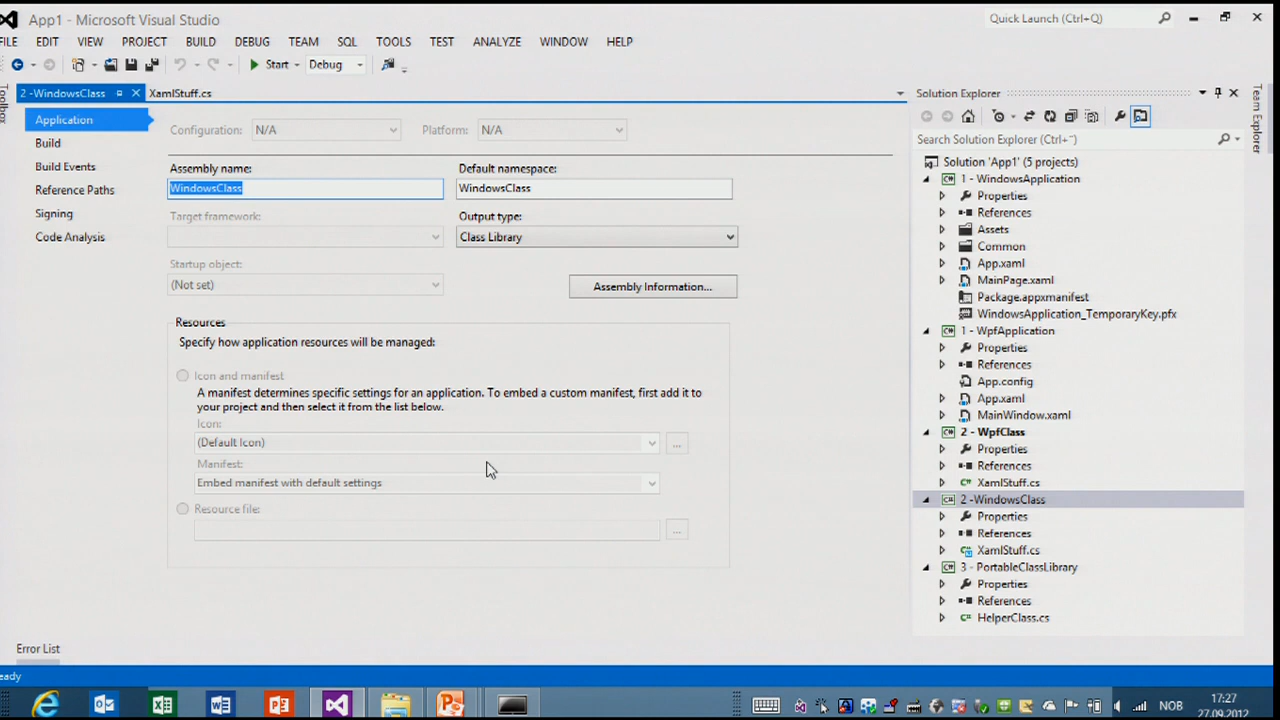 App1 - Microsoft Visual Studio
Quick Launch (Ctrl+Q)
FILE EDIT VIEW PROJECT BUILD DEBUG TEAM SQL TOOLS TEST ANALYZE WINDOW HELP
Start Debug
Toolbox
2 -WindowsClass XamlStuff.cs
Application
Build
Build Events
Reference Paths
Signing
Code Analysis
Configuration: N/A Platform: N/A
Assembly name: Default namespace:
WindowsClass WindowsClass
Target framework: Output type:
Class Library
Startup object:
(Not set) Assembly Information...
Resources
Specify how application resources will be managed:
Icon and manifest
A manifest determines specific settings for an application. To embed a custom manifest, first add it to
your project and then select it from the list below.
Icon:
(Default Icon) ...
Manifest:
Embed manifest with default settings
Resource file:
...
Error List
Solution Explorer
Search Solution Explorer (Ctrl+¨)
Solution 'App1' (5 projects)
1 - WindowsApplication
Properties
References
Assets
Common
App.xaml
MainPage.xaml
Package.appxmanifest
WindowsApplication_TemporaryKey.pfx
1 - WpfApplication
Properties
References
App.config
App.xaml
MainWindow.xaml
2 - WpfClass
Properties
References
XamlStuff.cs
2 -WindowsClass
Properties
References
XamlStuff.cs
3 - PortableClassLibrary
Properties
References
HelperClass.cs
Team Explorer
eady
NOB
17:27
27.09.2012